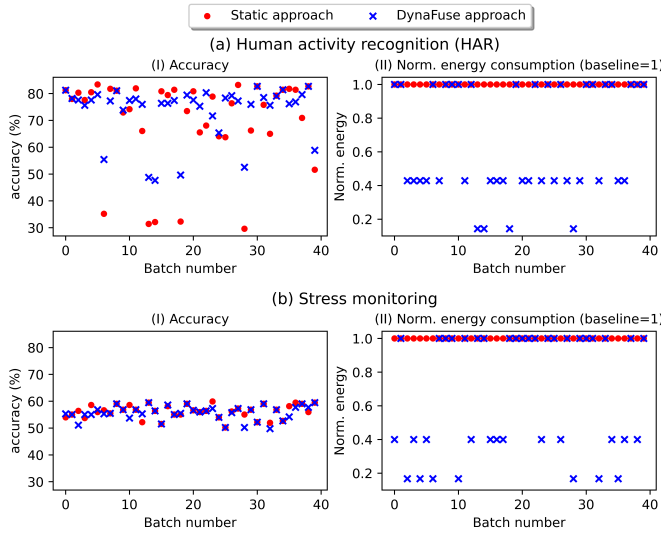 Static approach DynaFuse approach
(a) Human activity recognition (HAR)
(I) Accuracy
(II) Norm. energy consumption (baseline=1)
accuracy (%)
80
70
60
50
40
30
0 10 20 30 40
Batch number
Norm. energy
1.0
0.8
0.6
0.4
0.2
0 10 20 30 40
Batch number
(b) Stress monitoring
(I) Accuracy
(II) Norm. energy consumption (baseline=1)
accuracy (%)
80
70
60
50
40
30
0 10 20 30 40
Batch number
Norm. energy
1.0
0.8
0.6
0.4
0.2
0 10 20 30 40
Batch number